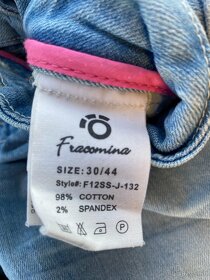 Fracomina
SIZE: 30/44
Style#: F12SS-J-132
98% COTTON
2% SPANDEX